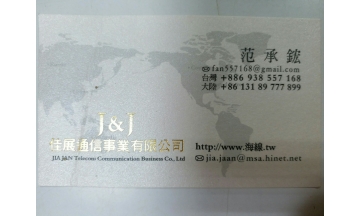 范承鋐
fan557168@gmail.com
台灣 +886 938 557 168
大陸 +86 131 89 777 899
J&J
佳展通信事業有限公司
JIA J&N Telecom Communication Business Co., Ltd
http://www.海線.tw
jia.jaan@msa.hinet.net